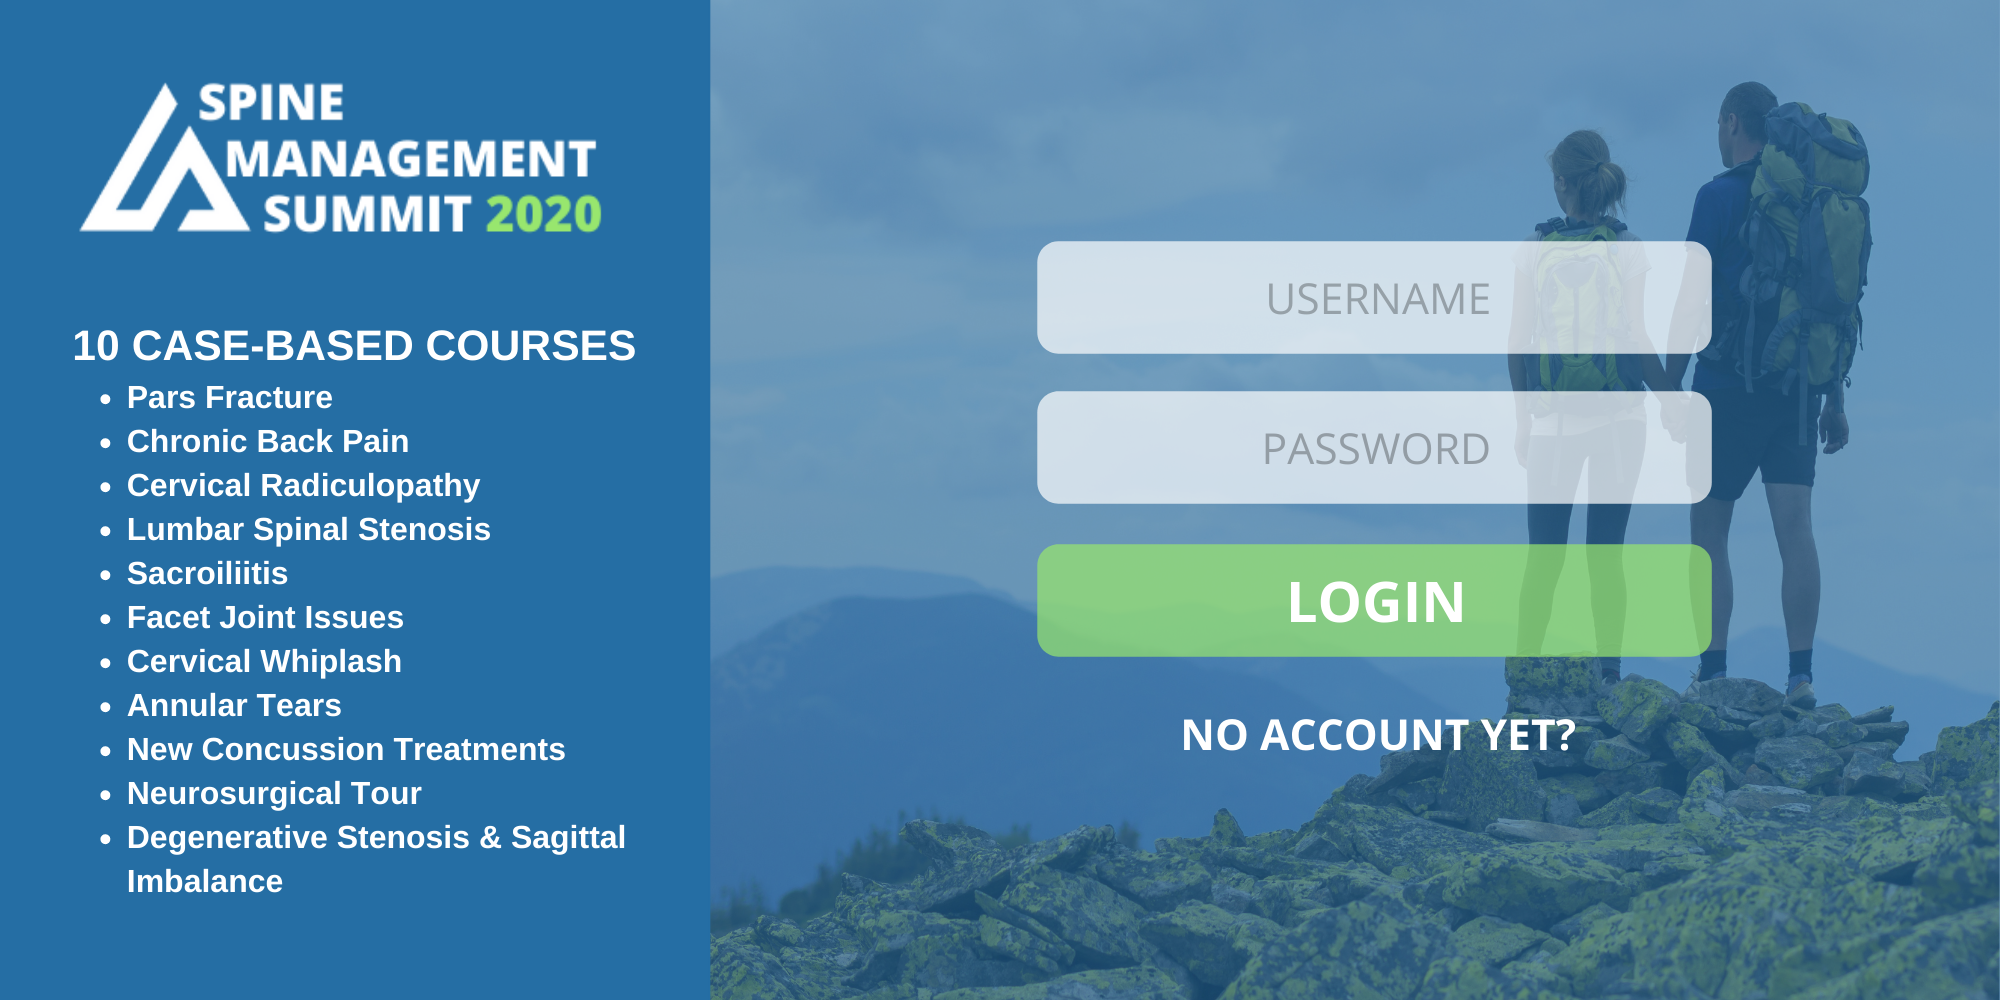 SPINE
MANAGEMENT
SUMMIT 2020
10 CASE-BASED COURSES
• Pars Fracture
• Chronic Back Pain
• Cervical Radiculopathy
• Lumbar Spinal Stenosis
• Sacroiliitis
• Facet Joint Issues
• Cervical Whiplash
• Annular Tears
• New Concussion Treatments
• Neurosurgical Tour
• Degenerative Stenosis & Sagittal
Imbalance
USERNAME
PASSWORD
LOGIN
NO ACCOUNT YET?